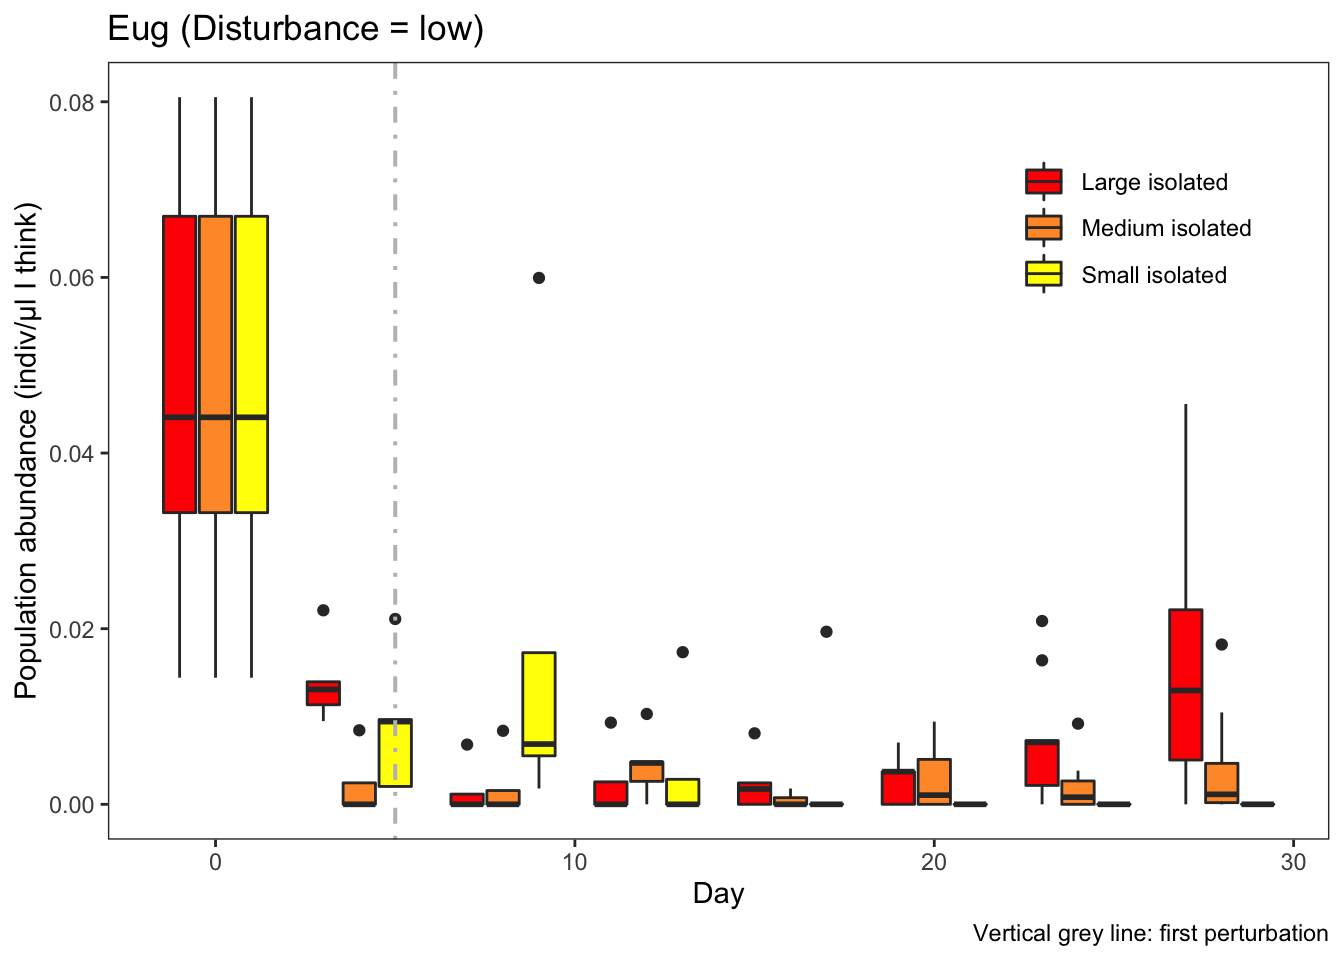 Eug (Disturbance = low)
0.08
0.06
0.04
0.02
0.00
Population abundance (indiv/μl I think)
Large isolated
Medium isolated
Small isolated
0
10
20
30
Day
Vertical grey line: first perturbation